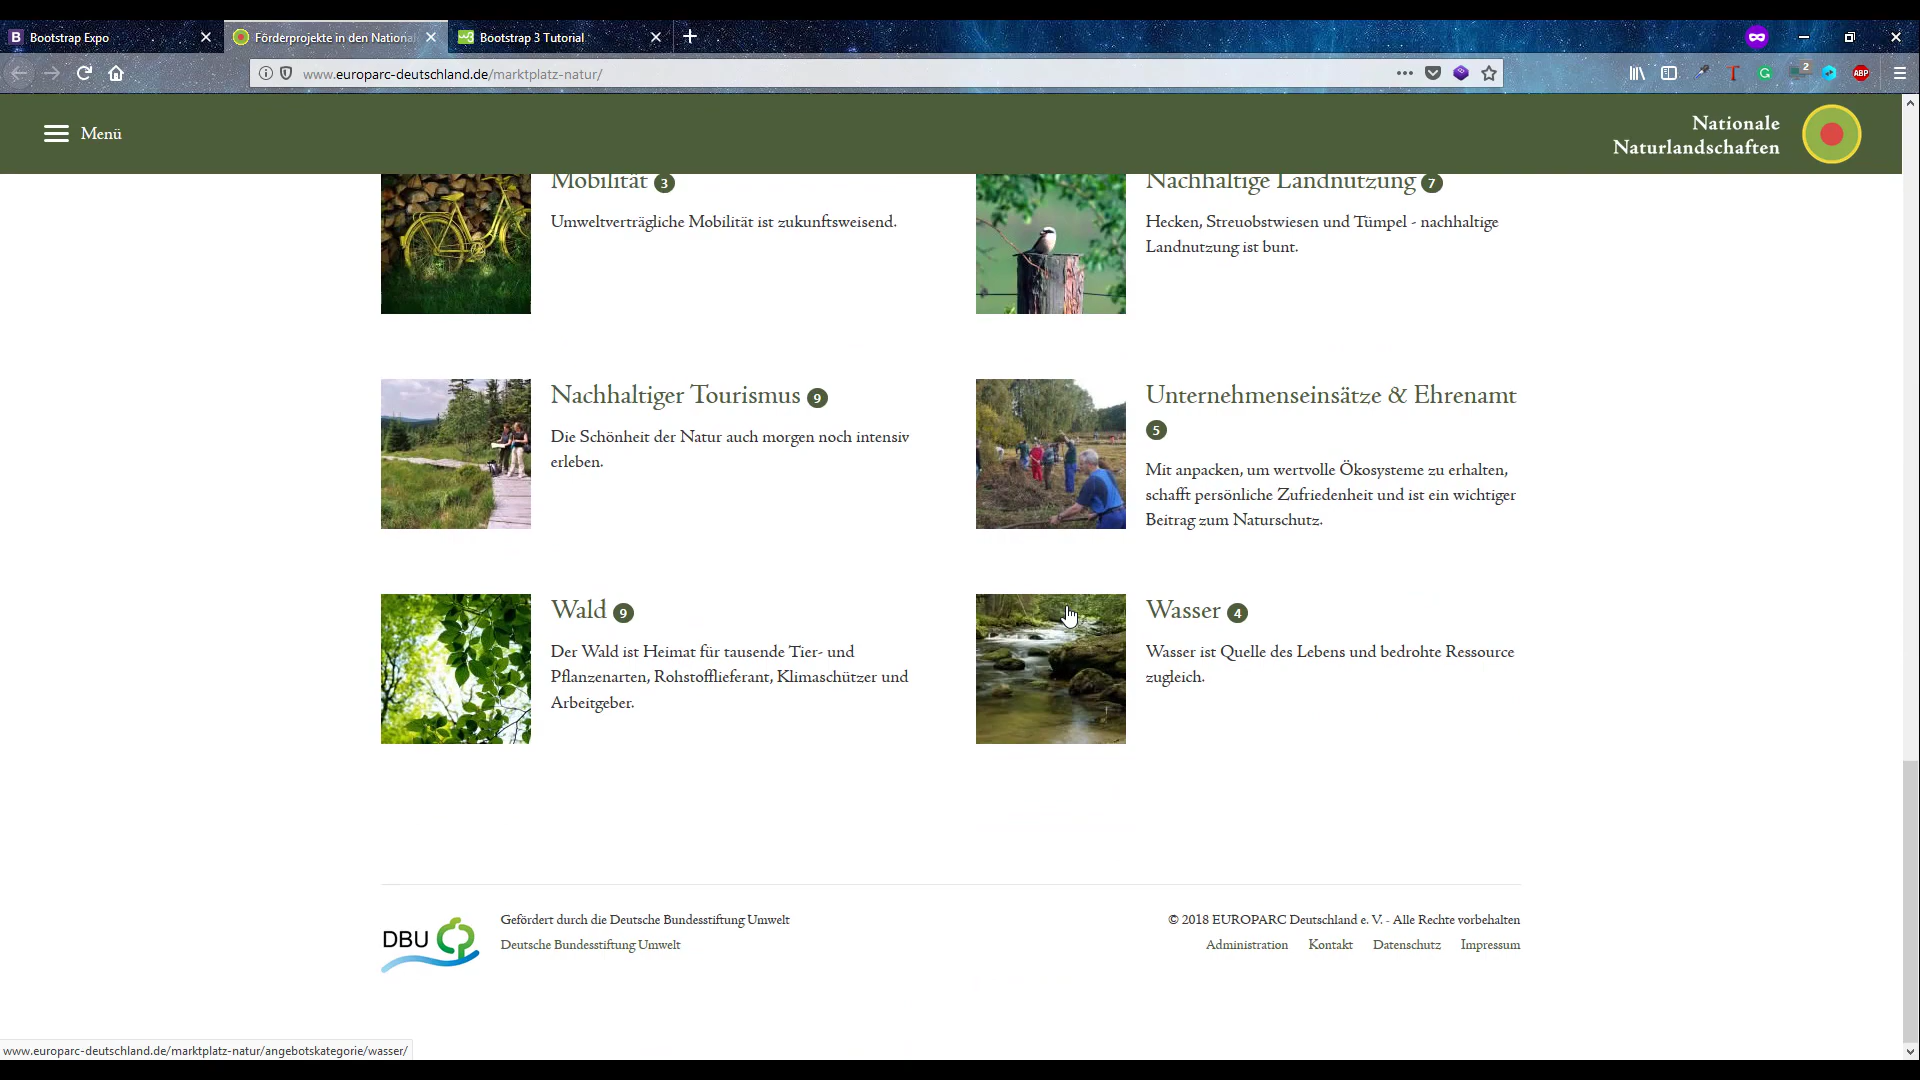 Bootstrap Expo
Förderprojekte in den Nationa
Bootstrap 3 Tutorial
www.europarc-deutschland.de/marktplatz-natur/
2
ABP
Menü
Nationale
Naturlandschaften
Mobilität 3
Umweltverträgliche Mobilität ist zukunftsweisend.
Nachhaltige Landnutzung 7
Hecken, Streuobstwiesen und Tümpel - nachhaltige
Landnutzung ist bunt.
Nachhaltiger Tourismus 9
Die Schönheit der Natur auch morgen noch intensiv
erleben.
Unternehmenseinsätze & Ehrenamt
5
Mit anpacken, um wertvolle Ökosysteme zu erhalten,
schafft persönliche Zufriedenheit und ist ein wichtiger
Beitrag zum Naturschutz.
Wald 9
Der Wald ist Heimat für tausende Tier- und
Pflanzenarten, Rohstofflieferant, Klimaschützer und
Arbeitgeber.
Wasser 4
Wasser ist Quelle des Lebens und bedrohte Ressource
zugleich.
DBU
Gefördert durch die Deutsche Bundesstiftung Umwelt
Deutsche Bundesstiftung Umwelt
© 2018 EUROPARC Deutschland e. V. - Alle Rechte vorbehalten
Administration Kontakt Datenschutz Impressum
www.europarc-deutschland.de/marktplatz-natur/angebotskategorie/wasser/